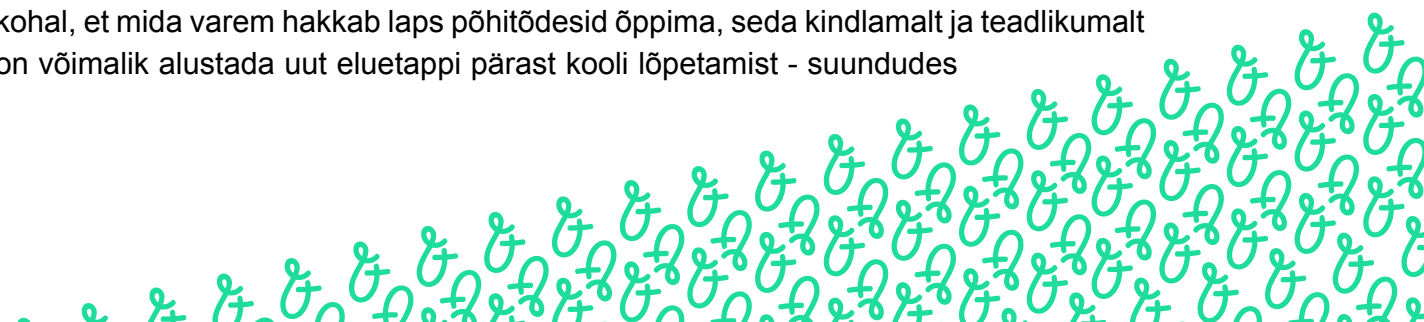 kohal, et mida varem hakkab laps põhitõdesid õppima, seda kindlamalt ja teadlikumalt
on võimalik alustada uut eluetappi pärast kooli lõpetamist - suundudes